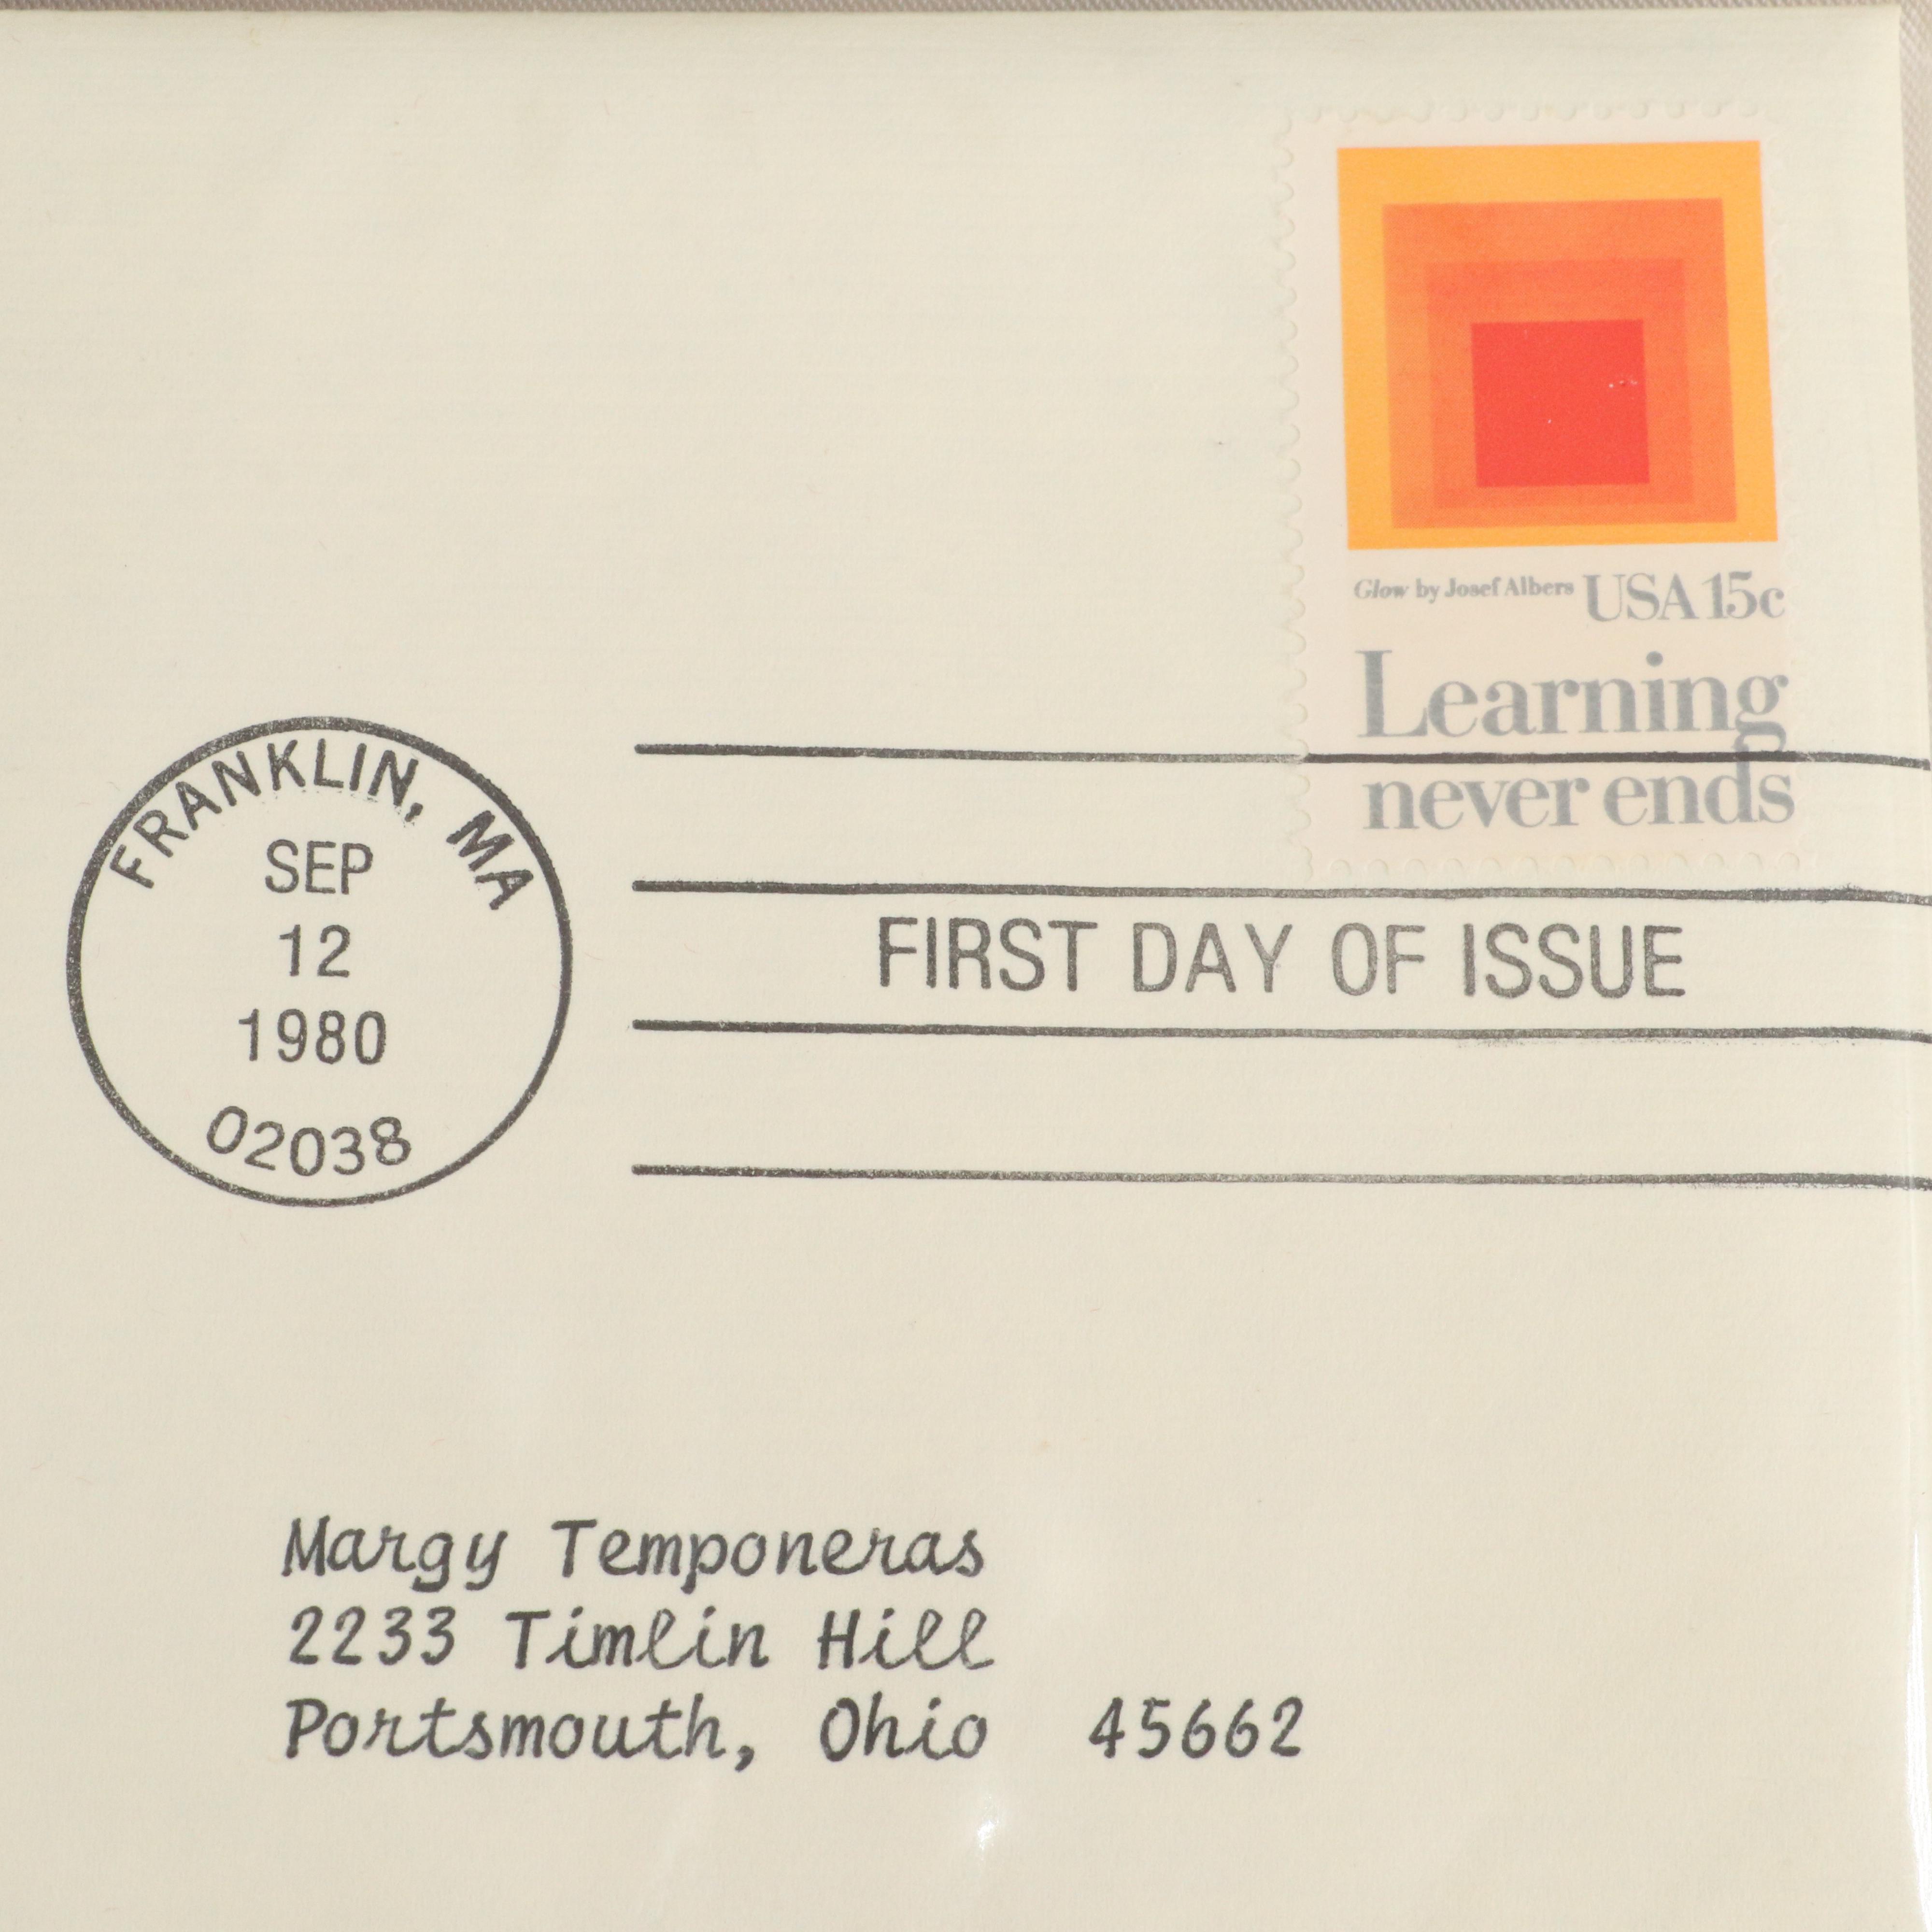 Glow by Josef Albers USA 15c
Learning
never ends
FRANKLIN, MA
SEP
12
1980
02038
FIRST DAY OF ISSUE
Margy Temponeras
2233 Timlin Hill
Portsmouth, Ohio 45662